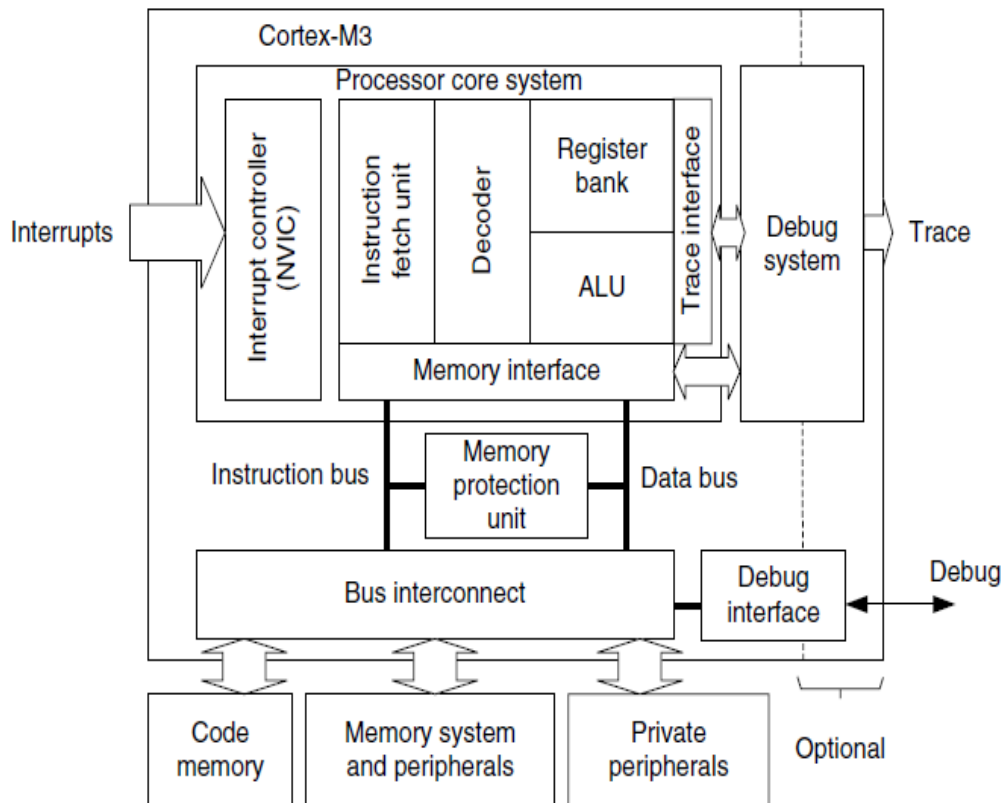 Cortex-M3
Processor core system
Interrupts
Interrupt controller
(NVIC)
Instruction
fetch unit
Decoder
Register
bank
ALU
Trace interface
Debug
system
Trace
Memory interface
Instruction bus
Memory
protection
unit
Data bus
Bus interconnect
Debug
interface
Debug
Code
memory
Memory system
and peripherals
Private
peripherals
Optional